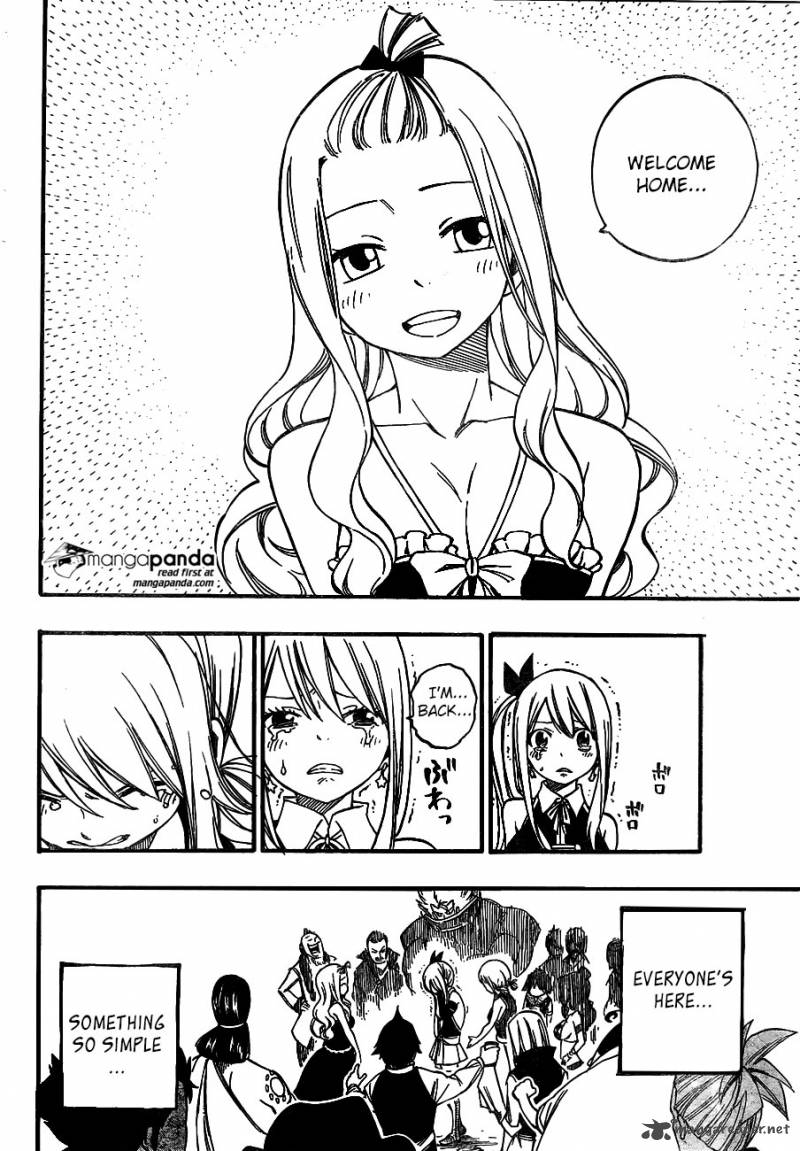 WELCOME
HOME...
mangapanda
read first at
mangapanda.com
ボロ
ボロ
I'M...
BACK...
ぶわっ
EVERYONE'S
HERE...
SOMETHING
SO SIMPLE
...
mangareader.net